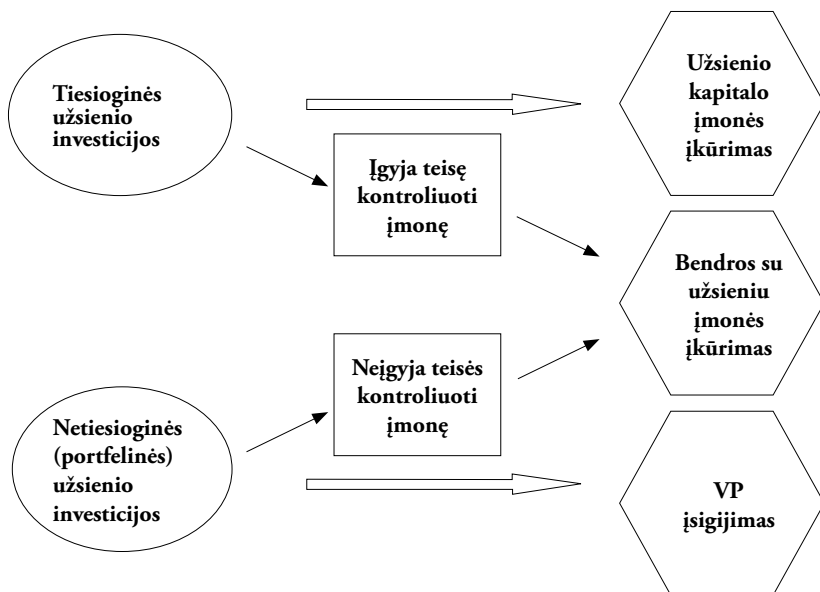 Tiesioginės
užsienio
investicijos
Užsienio
kapitalo
įmonės
įkūrimas
Įgyja teisę
kontroliuoti
įmonę
Bendros su
užsieniu
įmonės
įkūrimas
Neįgyja teisės
kontroliuoti
įmonę
Netiesioginės
(portfelinės)
užsienio
investicijos
VP
įsigijimas